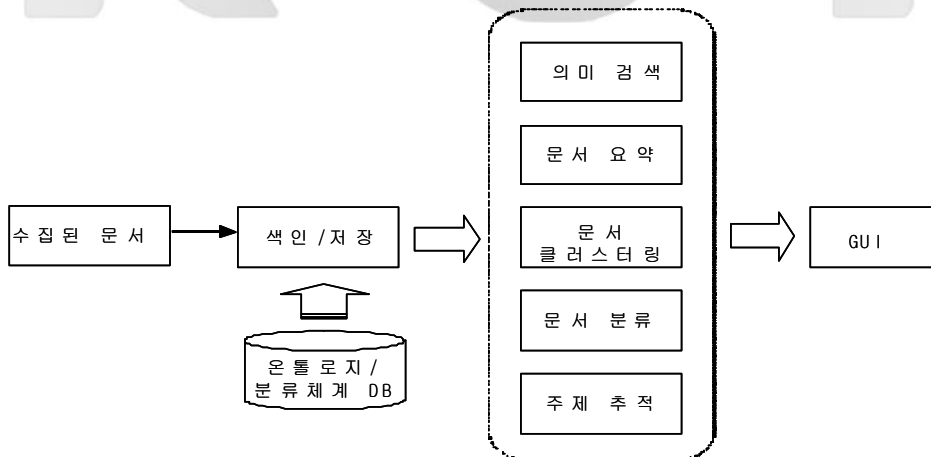 수집된 문서
색인/저장
온톨로지/
분류체계 DB
의미 검색
문서 요약
문서
클러스터링
문서 분류
주제 추적
GUI